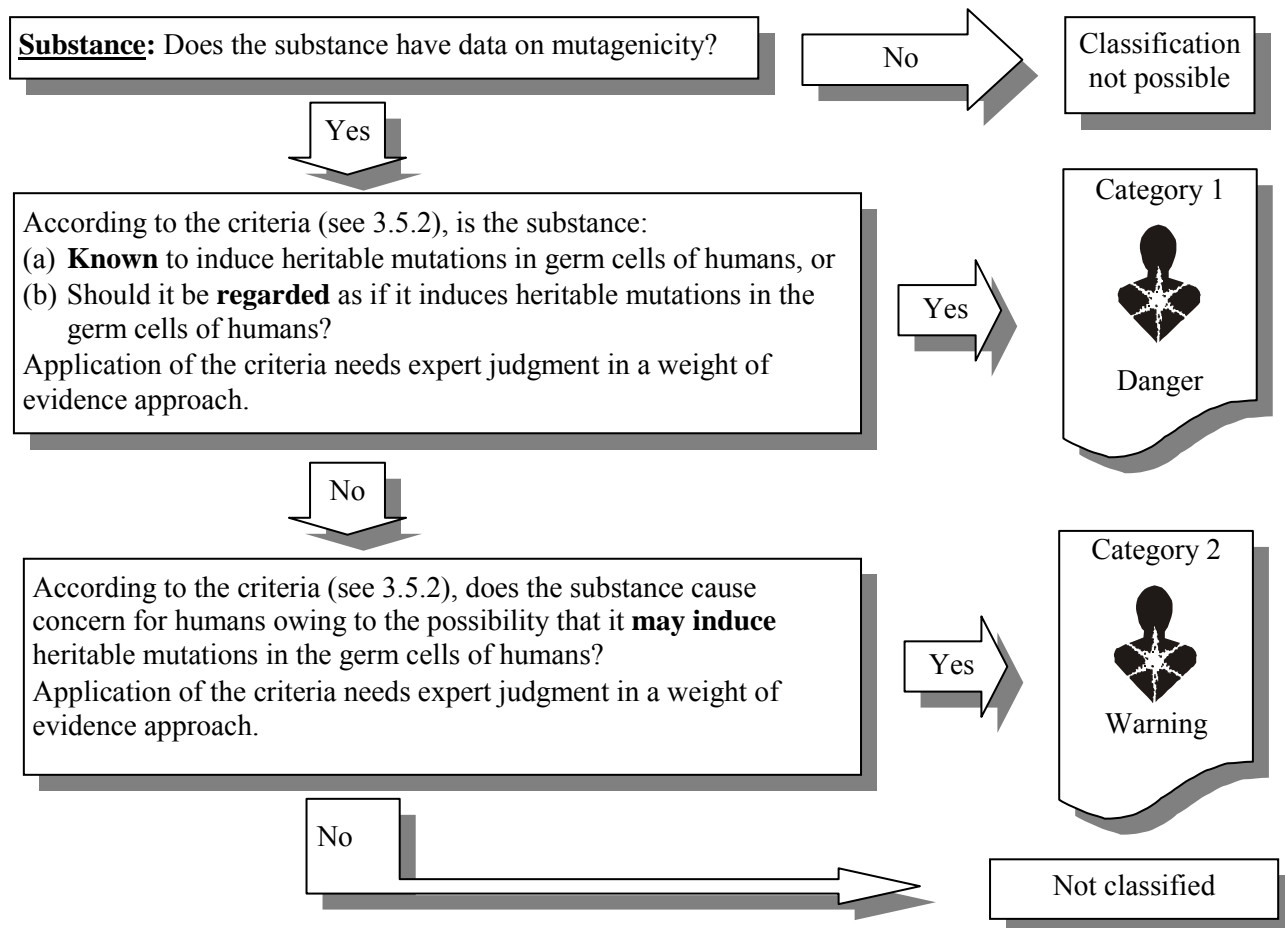 Substance: Does the substance have data on mutagenicity?
No
Classification
not possible
Yes
According to the criteria (see 3.5.2), is the substance:
(a) Known to induce heritable mutations in germ cells of humans, or
(b) Should it be regarded as if it induces heritable mutations in the
germ cells of humans?
Application of the criteria needs expert judgment in a weight of
evidence approach.
Yes
Category 1
Danger
No
According to the criteria (see 3.5.2), does the substance cause
concern for humans owing to the possibility that it may induce
heritable mutations in the germ cells of humans?
Application of the criteria needs expert judgment in a weight of
evidence approach.
Yes
Category 2
Warning
No
Not classified